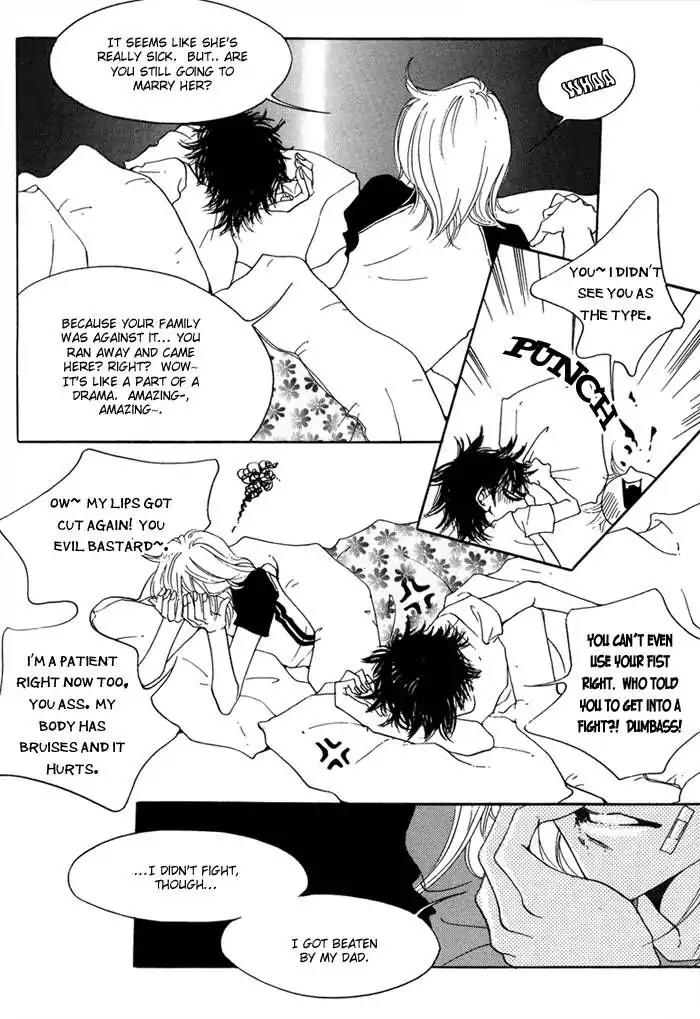 IT SEEMS LIKE SHE'S
REALLY SICK. BUT.. ARE
YOU STILL GOING TO
MARRY HER?
WHAA
YOU~ I DIDN'T
SEE YOU AS
THE TYPE.
BECAUSE YOUR FAMILY
WAS AGAINST IT... YOU
RAN AWAY AND CAME
HERE? RIGHT? WOW~
IT'S LIKE A PART OF A
DRAMA. AMAZING~,
AMAZING~.
PUNCH
OW~ MY LIPS GOT
CUT AGAIN! YOU
EVIL BASTARD~.
I'M A PATIENT
RIGHT NOW TOO.
YOU ASS. MY
BODY HAS
BRUISES AND IT
HURTS.
YOU CAN'T EVEN
USE YOUR FIST
RIGHT. WHO TOLD
YOU TO GET INTO A
FIGHT?! DUMBASS!
...I DIDN'T FIGHT,
THOUGH...
I GOT BEATEN
BY MY DAD.